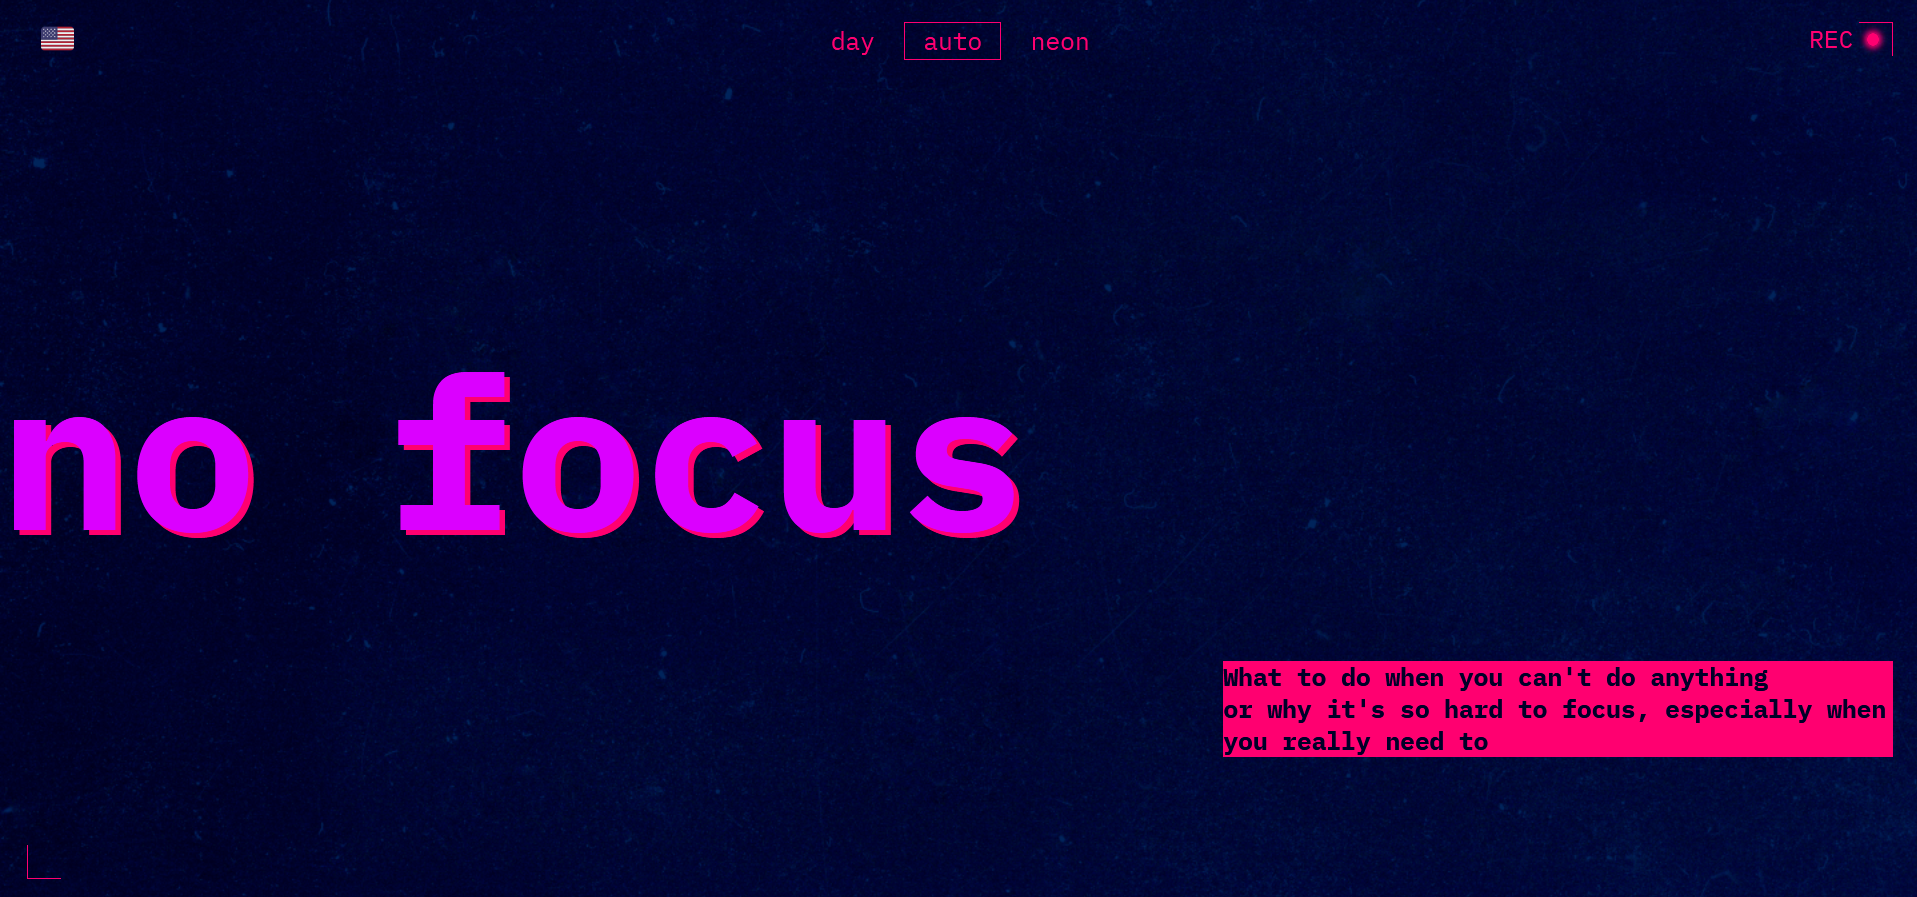 day auto neon
REC
no focus
What to do when you can't do anything
or why it's so hard to focus, especially when
you really need to